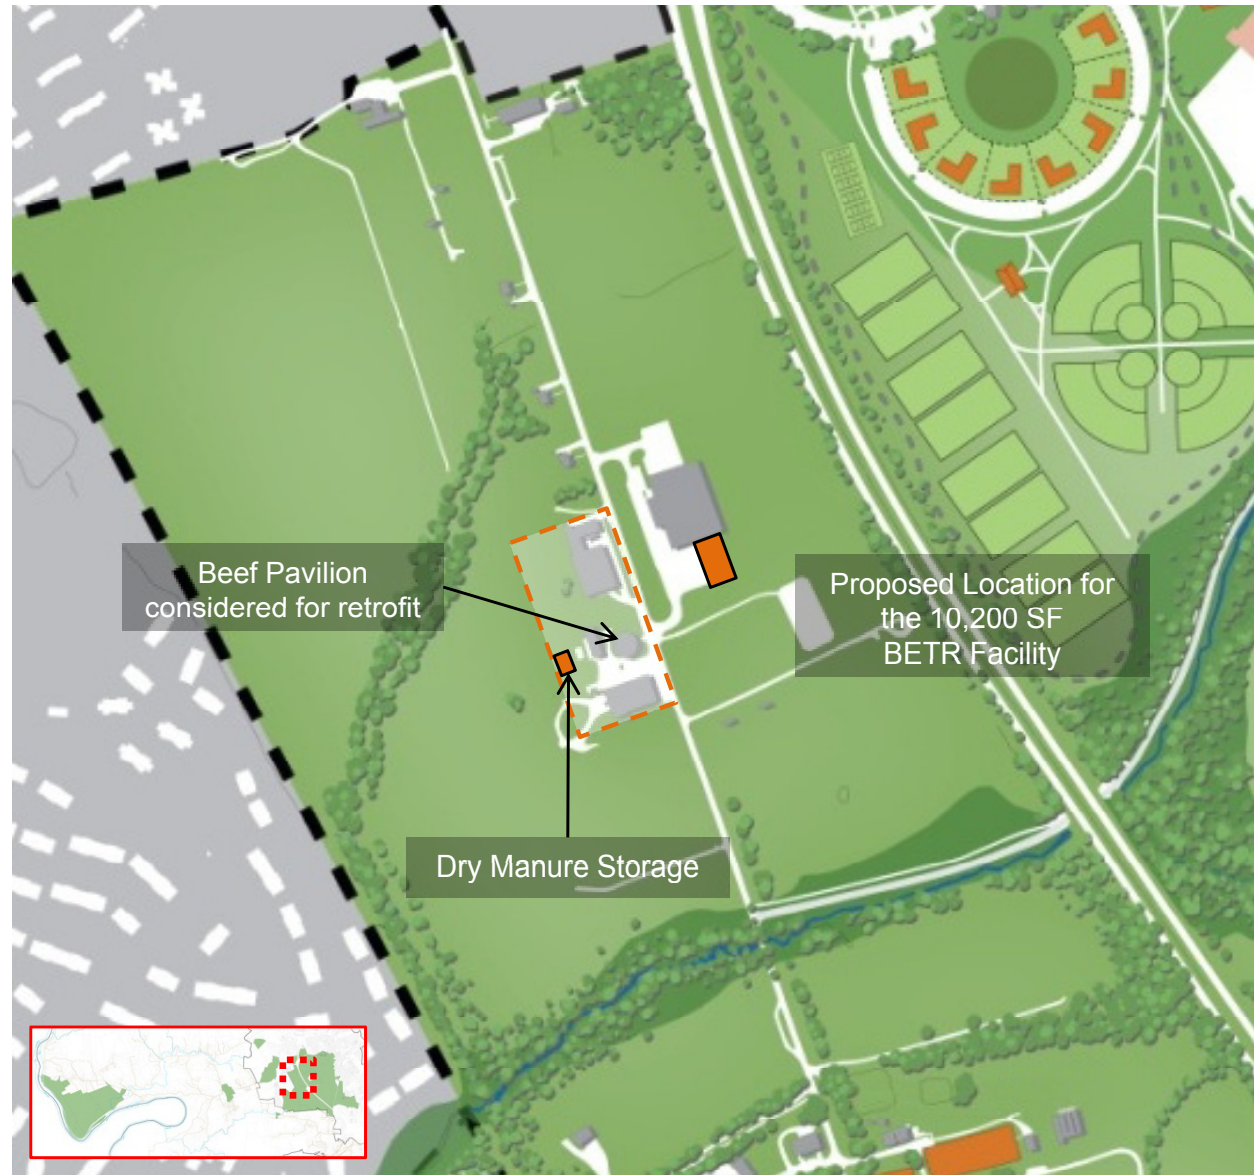 Beef Pavilion
considered for retrofit
Proposed Location for
the 10,200 SF
BETR Facility
Dry Manure Storage